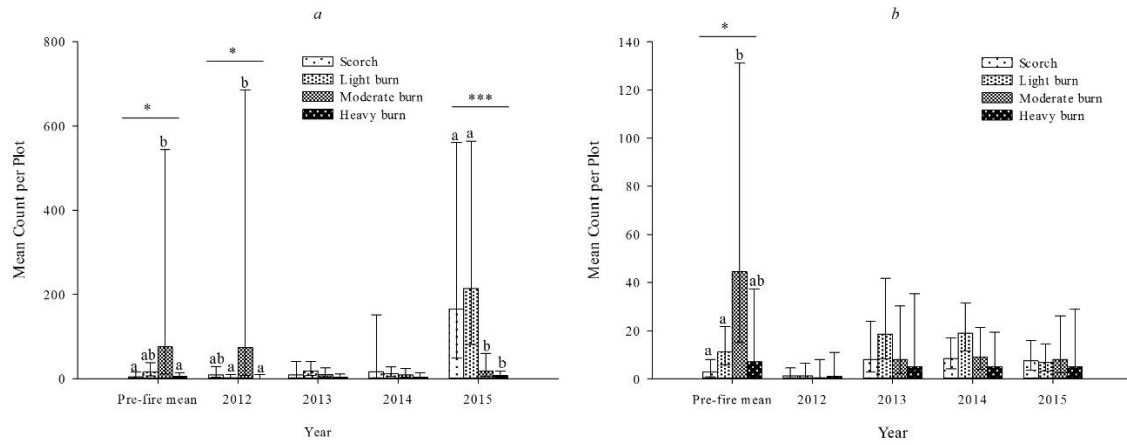 a
800
600
400
200
0
Mean Count per Plot
*
*
***
Scorch
Light burn
Moderate burn
Heavy burn
a
ab
b
a
ab
a
b
a
a
a
b
b
Pre-fire mean
2012
2013
2014
2015
Year
b
140
120
100
80
60
40
20
0
Mean Count per Plot
*
Scorch
Light burn
Moderate burn
Heavy burn
a
a
b
ab
Pre-fire mean
2012
2013
2014
2015
Year